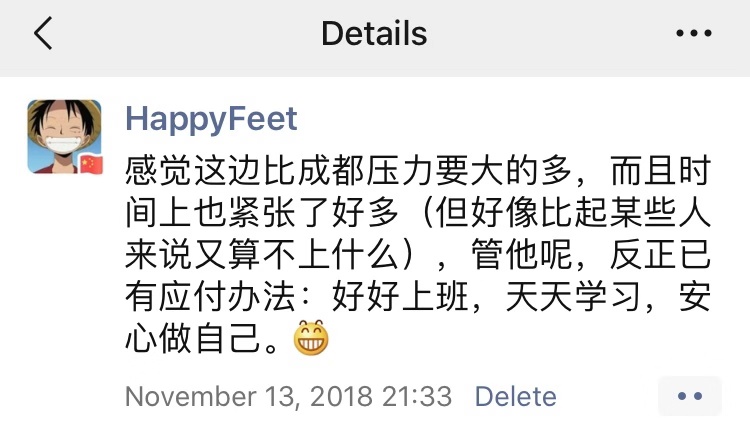 Details
HappyFeet
感觉这边比成都压力要大的多，而且时
间上也紧张了好多（但好像比起某些人
来说又算不上什么），管他呢，反正已
有应付办法：好好上班，天天学习，安
心做自己。😁
November 13, 2018 21:33 Delete